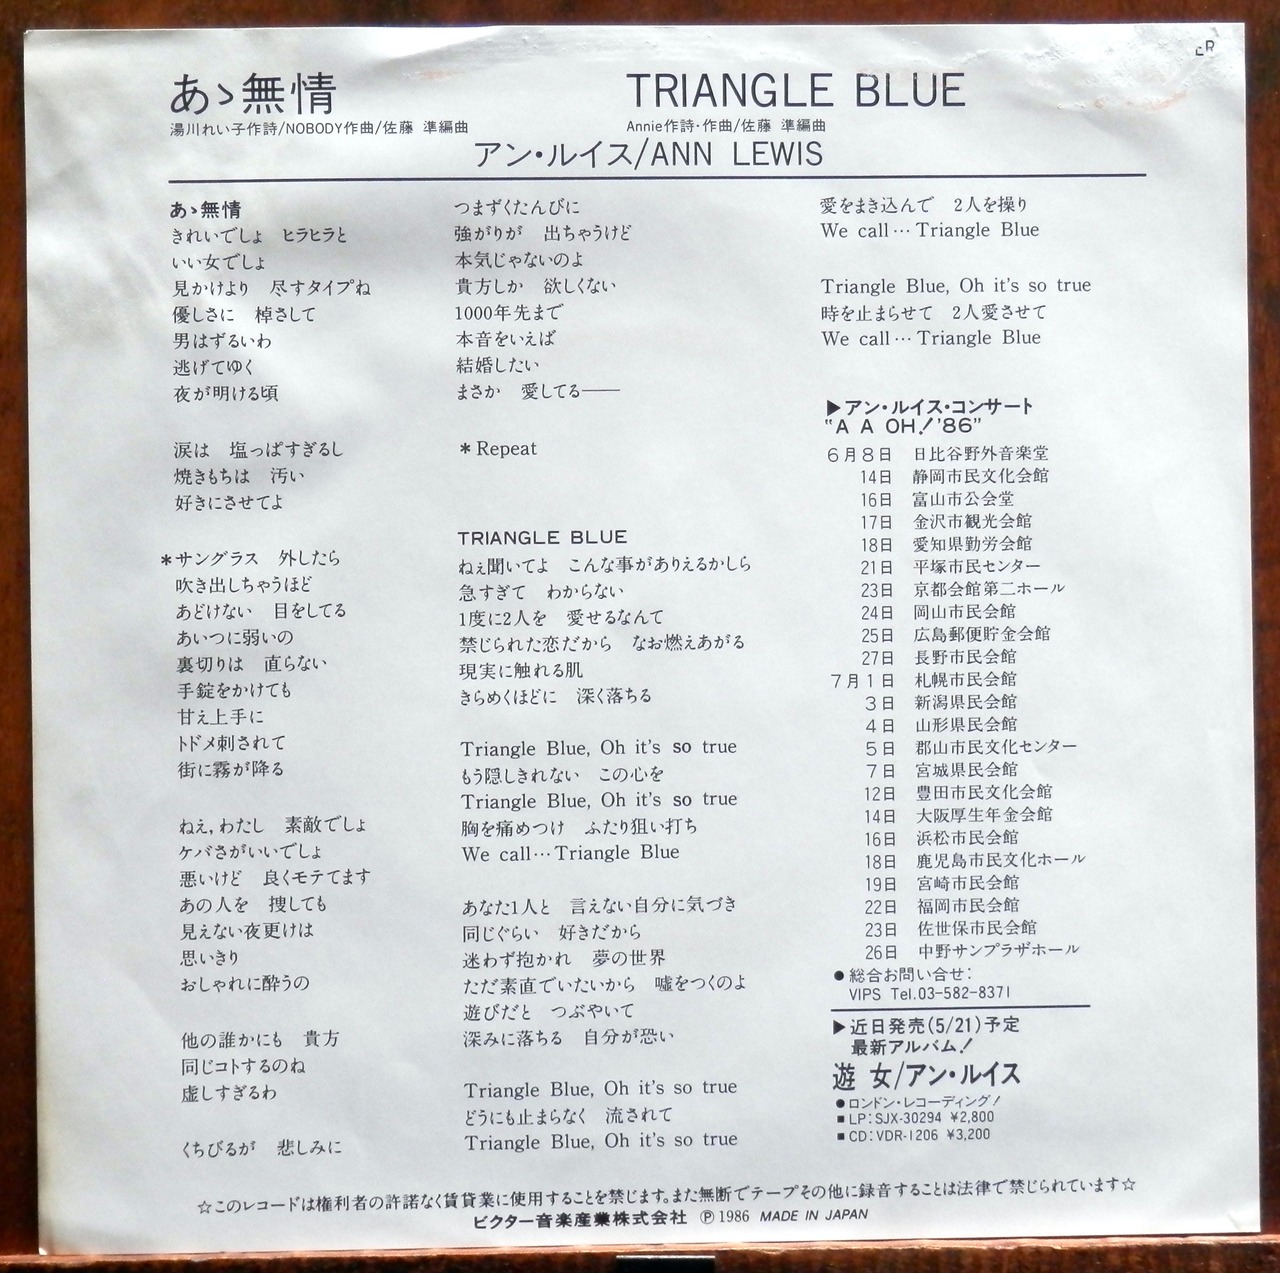 LR
あゝ無情
湯川れい子作詩/NOBODY作曲/佐藤 準編曲
TRIANGLE BLUE
Annie作詩・作曲/佐藤 準編曲
アン・ルイス/ANN LEWIS
あゝ無情
きれいでしょ ヒラヒラと
いい女でしょ
見かけより 尽すタイプね
優しさに 棹さして
男はずるいわ
逃げてゆく
夜が明ける頃
涙は 塩っぱすぎるし
焼きもちは 汚い
好きにさせてよ
*サングラス 外したら
吹き出しちゃうほど
あどけない 目をしてる
あいつに弱いの
裏切りは 直らない
手錠をかけても
甘え上手に
トドメ刺されて
街に霧が降る
ねえ,わたし 素敵でしょ
ケバさがいいでしょ
悪いけど 良くモテてます
あの人を 捜しても
見えない夜更けは
思いきり
おしゃれに酔うの
他の誰かにも 貴方
同じコトするのね
虚しすぎるわ
くちびるが 悲しみに
つまずくたんびに
強がりが 出ちゃうけど
本気じゃないのよ
貴方しか 欲しくない
1000年先まで
本音をいえば
結婚したい
まさか 愛してる――
*Repeat
TRIANGLE BLUE
ねぇ聞いてよ こんな事がありえるかしら
急すぎて わからない
1度に2人を 愛せるなんて
禁じられた恋だから なお燃えあがる
現実に触れる肌
きらめくほどに 深く落ちる
Triangle Blue, Oh it's so true
もう隠しきれない この心を
Triangle Blue, Oh it's so true
胸を痛めつけ ふたり狙い打ち
We call…Triangle Blue
あなた1人と 言えない自分に気づき
同じぐらい 好きだから
迷わず抱かれ 夢の世界
ただ素直でいたいから 嘘をつくのよ
遊びだと つぶやいて
深みに落ちる 自分が恐い
Triangle Blue, Oh it's so true
どうにも止まらなく 流されて
Triangle Blue, Oh it's so true
愛をまき込んで 2人を操り
We call…Triangle Blue
Triangle Blue, Oh it's so true
時を止まらせて 2人愛させて
We call…Triangle Blue
▶アン・ルイス・コンサート
"A A OH!'86"
6月8日 日比谷野外音楽堂
14日 静岡市民文化会館
16日 富山市公会堂
17日 金沢市観光会館
18日 愛知県勤労会館
21日 平塚市民センター
23日 京都会館第二ホール
24日 岡山市民会館
25日 広島郵便貯金会館
27日 長野市民会館
7月1日 札幌市民会館
3日 新潟県民会館
4日 山形県民会館
5日 郡山市民文化センター
7日 宮城県民会館
12日 豊田市民文化会館
14日 大阪厚生年金会館
16日 浜松市民会館
18日 鹿児島市民文化ホール
19日 宮崎市民会館
22日 福岡市民会館
23日 佐世保市民会館
26日 中野サンプラザホール
●総合お問い合せ:
VIPS Tel.03-582-8371
▶近日発売(5/21)予定
最新アルバム!
遊 女/アン・ルイス
●ロンドン・レコーディング!
■LP:SJX-30294 ¥2,800
■CD:VDR-1206 ¥3,200
☆このレコードは権利者の許諾なく賃貸業に使用することを禁じます。また無断でテープその他に録音することは法律で禁じられています☆
ビクター音楽産業株式会社 Ⓟ1986 MADE IN JAPAN